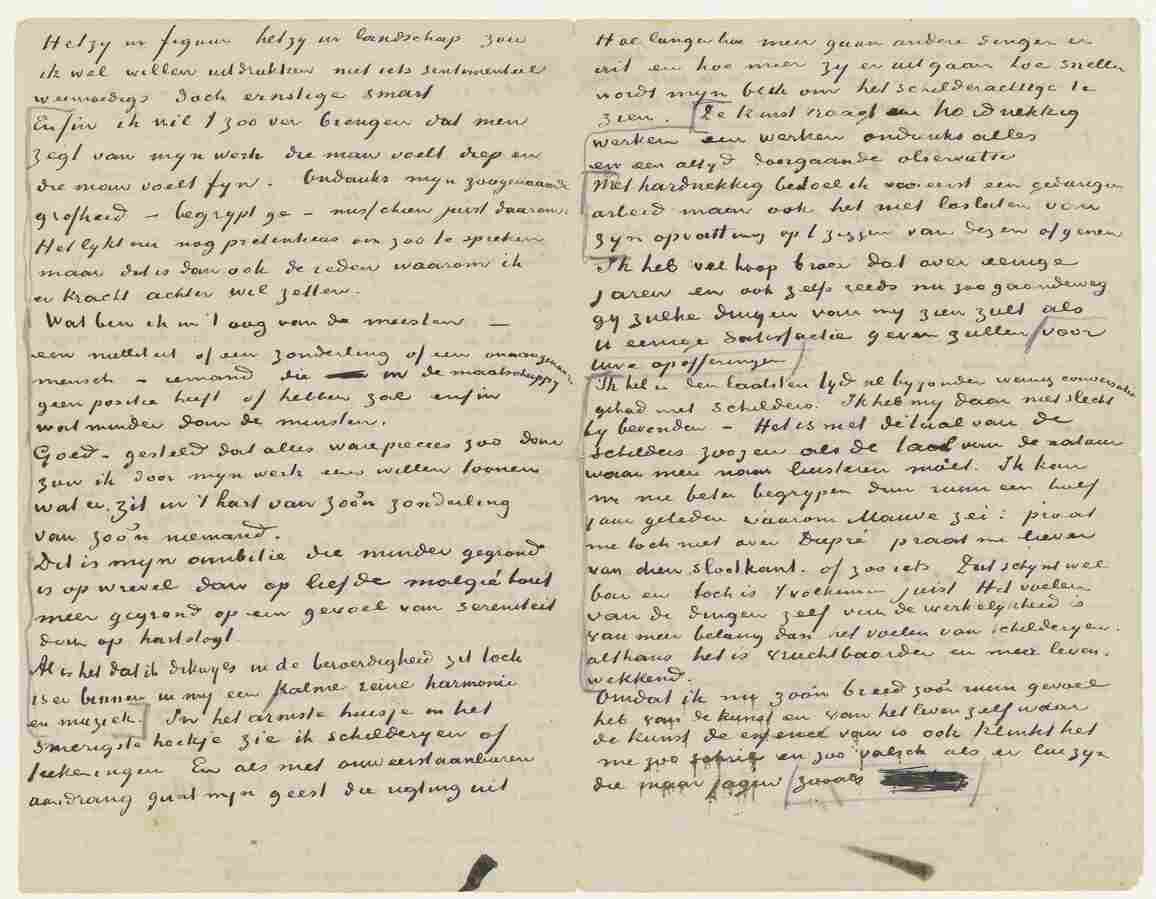 Hetzy in figuur hetzy in landschap zou
ik wel willen uitdrukken niet iets sentimenteel
weemoedigs doch ernstige smart
Enfin ik wil 't zoo ver brengen dat men
zegt van mijn werk die man voelt diep en
die man voelt fijn. Ondanks mijn zoogenaamde
grofheid – begrypt ge – misschien juist daarom.
Het lykt nu nog pretentieus om zoo te spreken
maar dit is dan ook de reden waarom ik
er kracht achter wil zetten.
Wat ben ik in 't oog van de meesten —
een nulliteit of een zonderling of een onaangenaam
mensch – iemand die in de maatschappy
geen positie heeft of hebben zal enfin
wat minder dan de minsten.
Goed – gesteld dat alles ware precies zoo dan
zou ik door mijn werk eens willen toonen
wat er zit in 't hart van zoo'n zonderling
van zoo'n niemand.
Dit is mijn ambitie die minder gegrond
is op wrevel dan op liefde malgré tout
meer gegrond op een gevoel van sereniteit
dan op hartstogt.
Al is het dat ik dikwyls in de beroerdigheid zit toch
is er binnen in my een kalme reine harmonie
en muziek. In het armste huisje in het
smerigste hoekje zie ik schilderyen of
teekeningen En als met onweerstaanbaren
aandrang gaat mijn geest die rigting uit
Hoe langer hoe meer gaan andere dingen er
uit en hoe meer zy er uit gaan hoe sneller
wordt mijn blik om het schilderachtige te
zien. De kunst vraagt een hardnekkig
werken een werken ondanks alles
en een altyd doorgaande observatie
Met hardnekkig bedoel ik vooreerst een gedurigen
arbeid maar ook het niet loslaten van
zyn opvatting op 't zeggen van dezen of genen
Ik heb wel hoop broer dat over eenige
jaren en ook zelfs reeds nu zoo gaandeweg
gy zulke dingen van my zien zult als
U eenige satisfactie geven zullen voor
Uwe opofferingen
Ik heb in den laatsten tyd al byzonder weinig conversatie
gehad met schilders. Ik heb my daar niet slecht
by bevonden – Het is niet de taal van de
schilders zoozeer als de taal van de natuur
waar men naar luisteren moet. Ik kan
me nu beter begrypen dan ruim een half
jaar geleden waarom Mauve zei: praat
me toch niet over Dupré praat me liever
van dien slootkant of zoo iets. Dat schynt wel
bar en toch is 't volkomen juist Het voelen
van de dingen zelf van de werkelykheid is
van meer belang dan het voelen van schilderyen.
althans het is vruchtbaarder en meer leven-
wekkend.
Omdat ik nu zoo'n breed zoo'n ruim gevoel
heb van de kunst en van het leven zelf waar
de kunst de essence van is ook klinkt het
me zoo schril en zoo valsch als er lui zyn
die maar jagen zooals